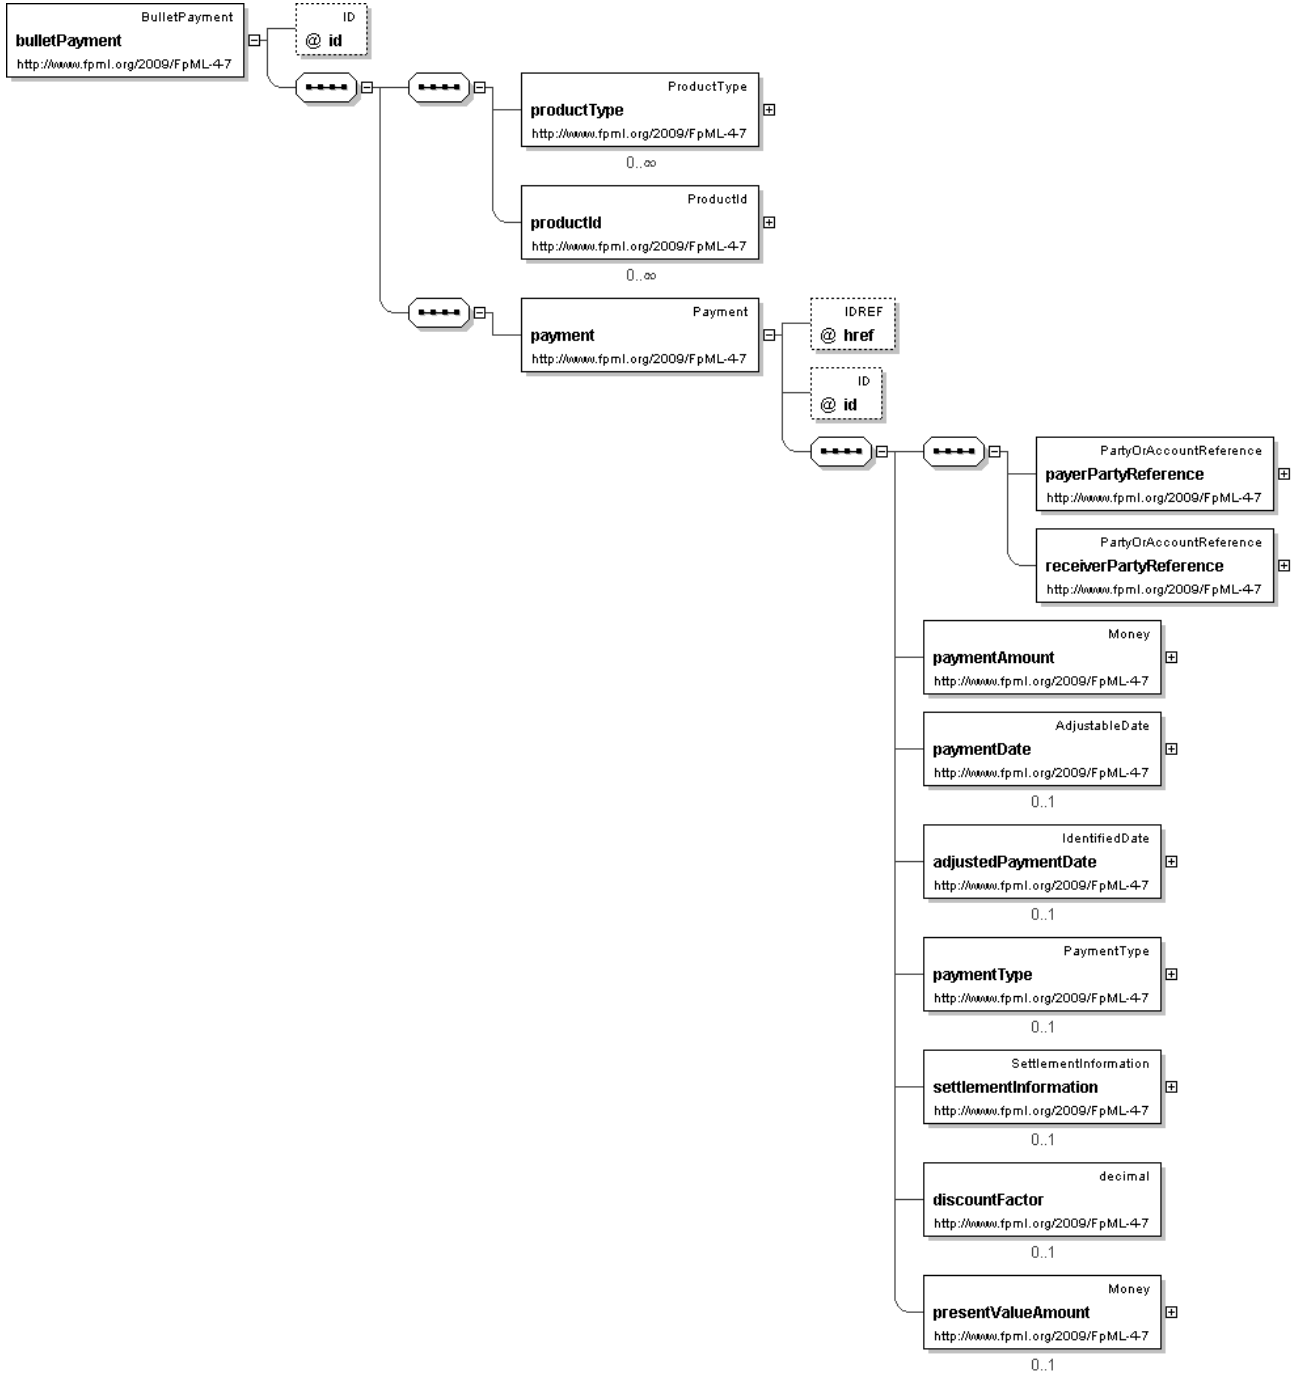 BulletPayment
bulletPayment
http://www.fpml.org/2009/FpML-4-7
ID
@ id
ProductType
productType
http://www.fpml.org/2009/FpML-4-7
0..∞
ProductId
productId
http://www.fpml.org/2009/FpML-4-7
0..∞
Payment
payment
http://www.fpml.org/2009/FpML-4-7
IDREF
@ href
ID
@ id
PartyOrAccountReference
payerPartyReference
http://www.fpml.org/2009/FpML-4-7
PartyOrAccountReference
receiverPartyReference
http://www.fpml.org/2009/FpML-4-7
Money
paymentAmount
http://www.fpml.org/2009/FpML-4-7
AdjustableDate
paymentDate
http://www.fpml.org/2009/FpML-4-7
0..1
IdentifiedDate
adjustedPaymentDate
http://www.fpml.org/2009/FpML-4-7
0..1
PaymentType
paymentType
http://www.fpml.org/2009/FpML-4-7
0..1
SettlementInformation
settlementInformation
http://www.fpml.org/2009/FpML-4-7
0..1
decimal
discountFactor
http://www.fpml.org/2009/FpML-4-7
0..1
Money
presentValueAmount
http://www.fpml.org/2009/FpML-4-7
0..1